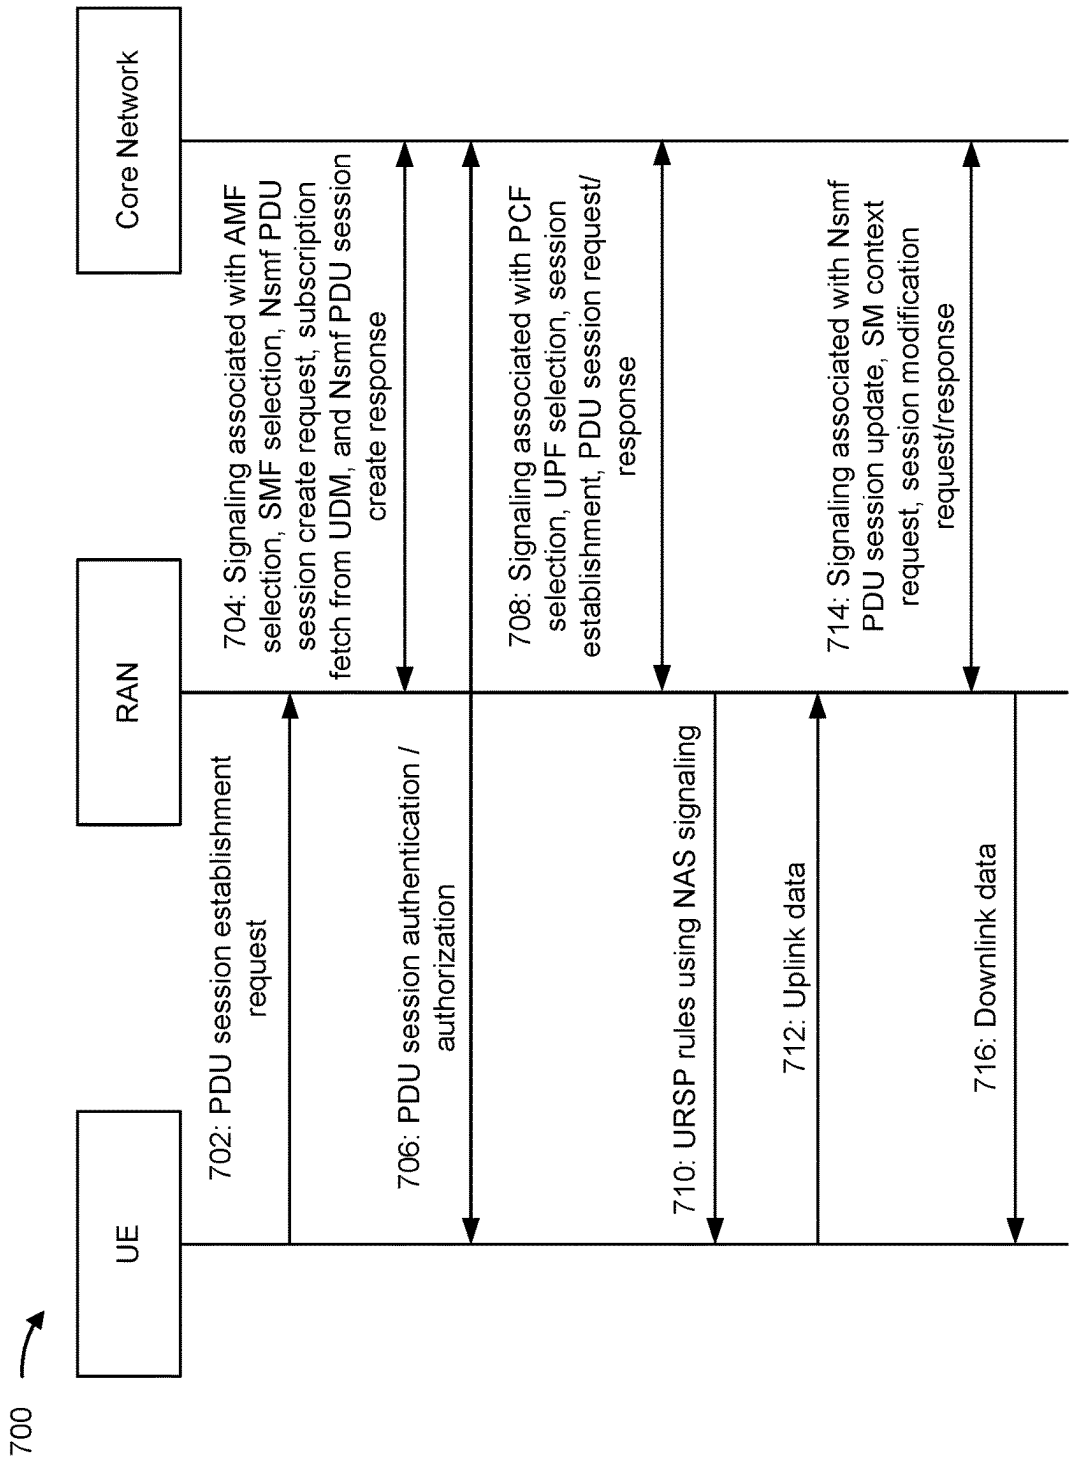 700
UE
RAN
Core Network
702: PDU session establishment
request
704: Signaling associated with AMF
selection, SMF selection, Nsmf PDU
session create request, subscription
fetch from UDM, and Nsmf PDU session
create response
706: PDU session authentication /
authorization
708: Signaling associated with PCF
selection, UPF selection, session
establishment, PDU session request/
response
710: URSP rules using NAS signaling
712: Uplink data
714: Signaling associated with Nsmf
PDU session update, SM context
request, session modification
request/response
716: Downlink data